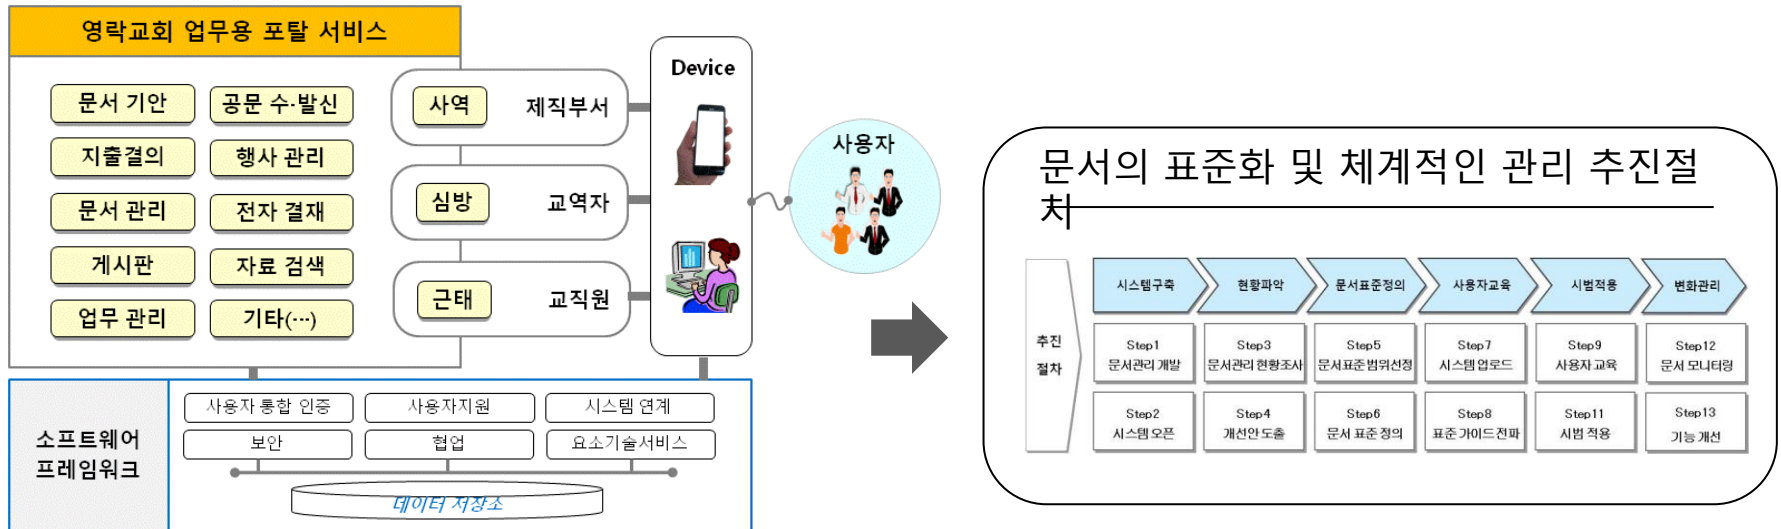 영락교회 업무용 포탈 서비스
문서 기안
공문 수·발신
지출결의
행사 관리
문서 관리
전자 결재
게시판
자료 검색
업무 관리
기타(…)
사역
제직부서
심방
교역자
근태
교직원
Device
사용자
소프트웨어
프레임워크
사용자 통합 인증
사용자지원
시스템 연계
보안
협업
요소기술서비스
데이터 저장소
문서의 표준화 및 체계적인 관리 추진절
차
추진
절차
시스템구축
현황파악
문서표준정의
사용자교육
시범적용
변화관리
Step1
문서관리 개발
Step3
문서관리 현황조사
Step5
문서표준 범위선정
Step7
시스템 업로드
Step9
사용자 교육
Step12
문서 모니터링
Step2
시스템 오픈
Step4
개선안 도출
Step6
문서 표준 정의
Step8
표준 가이드 전파
Step11
시범 적용
Step13
기능 개선